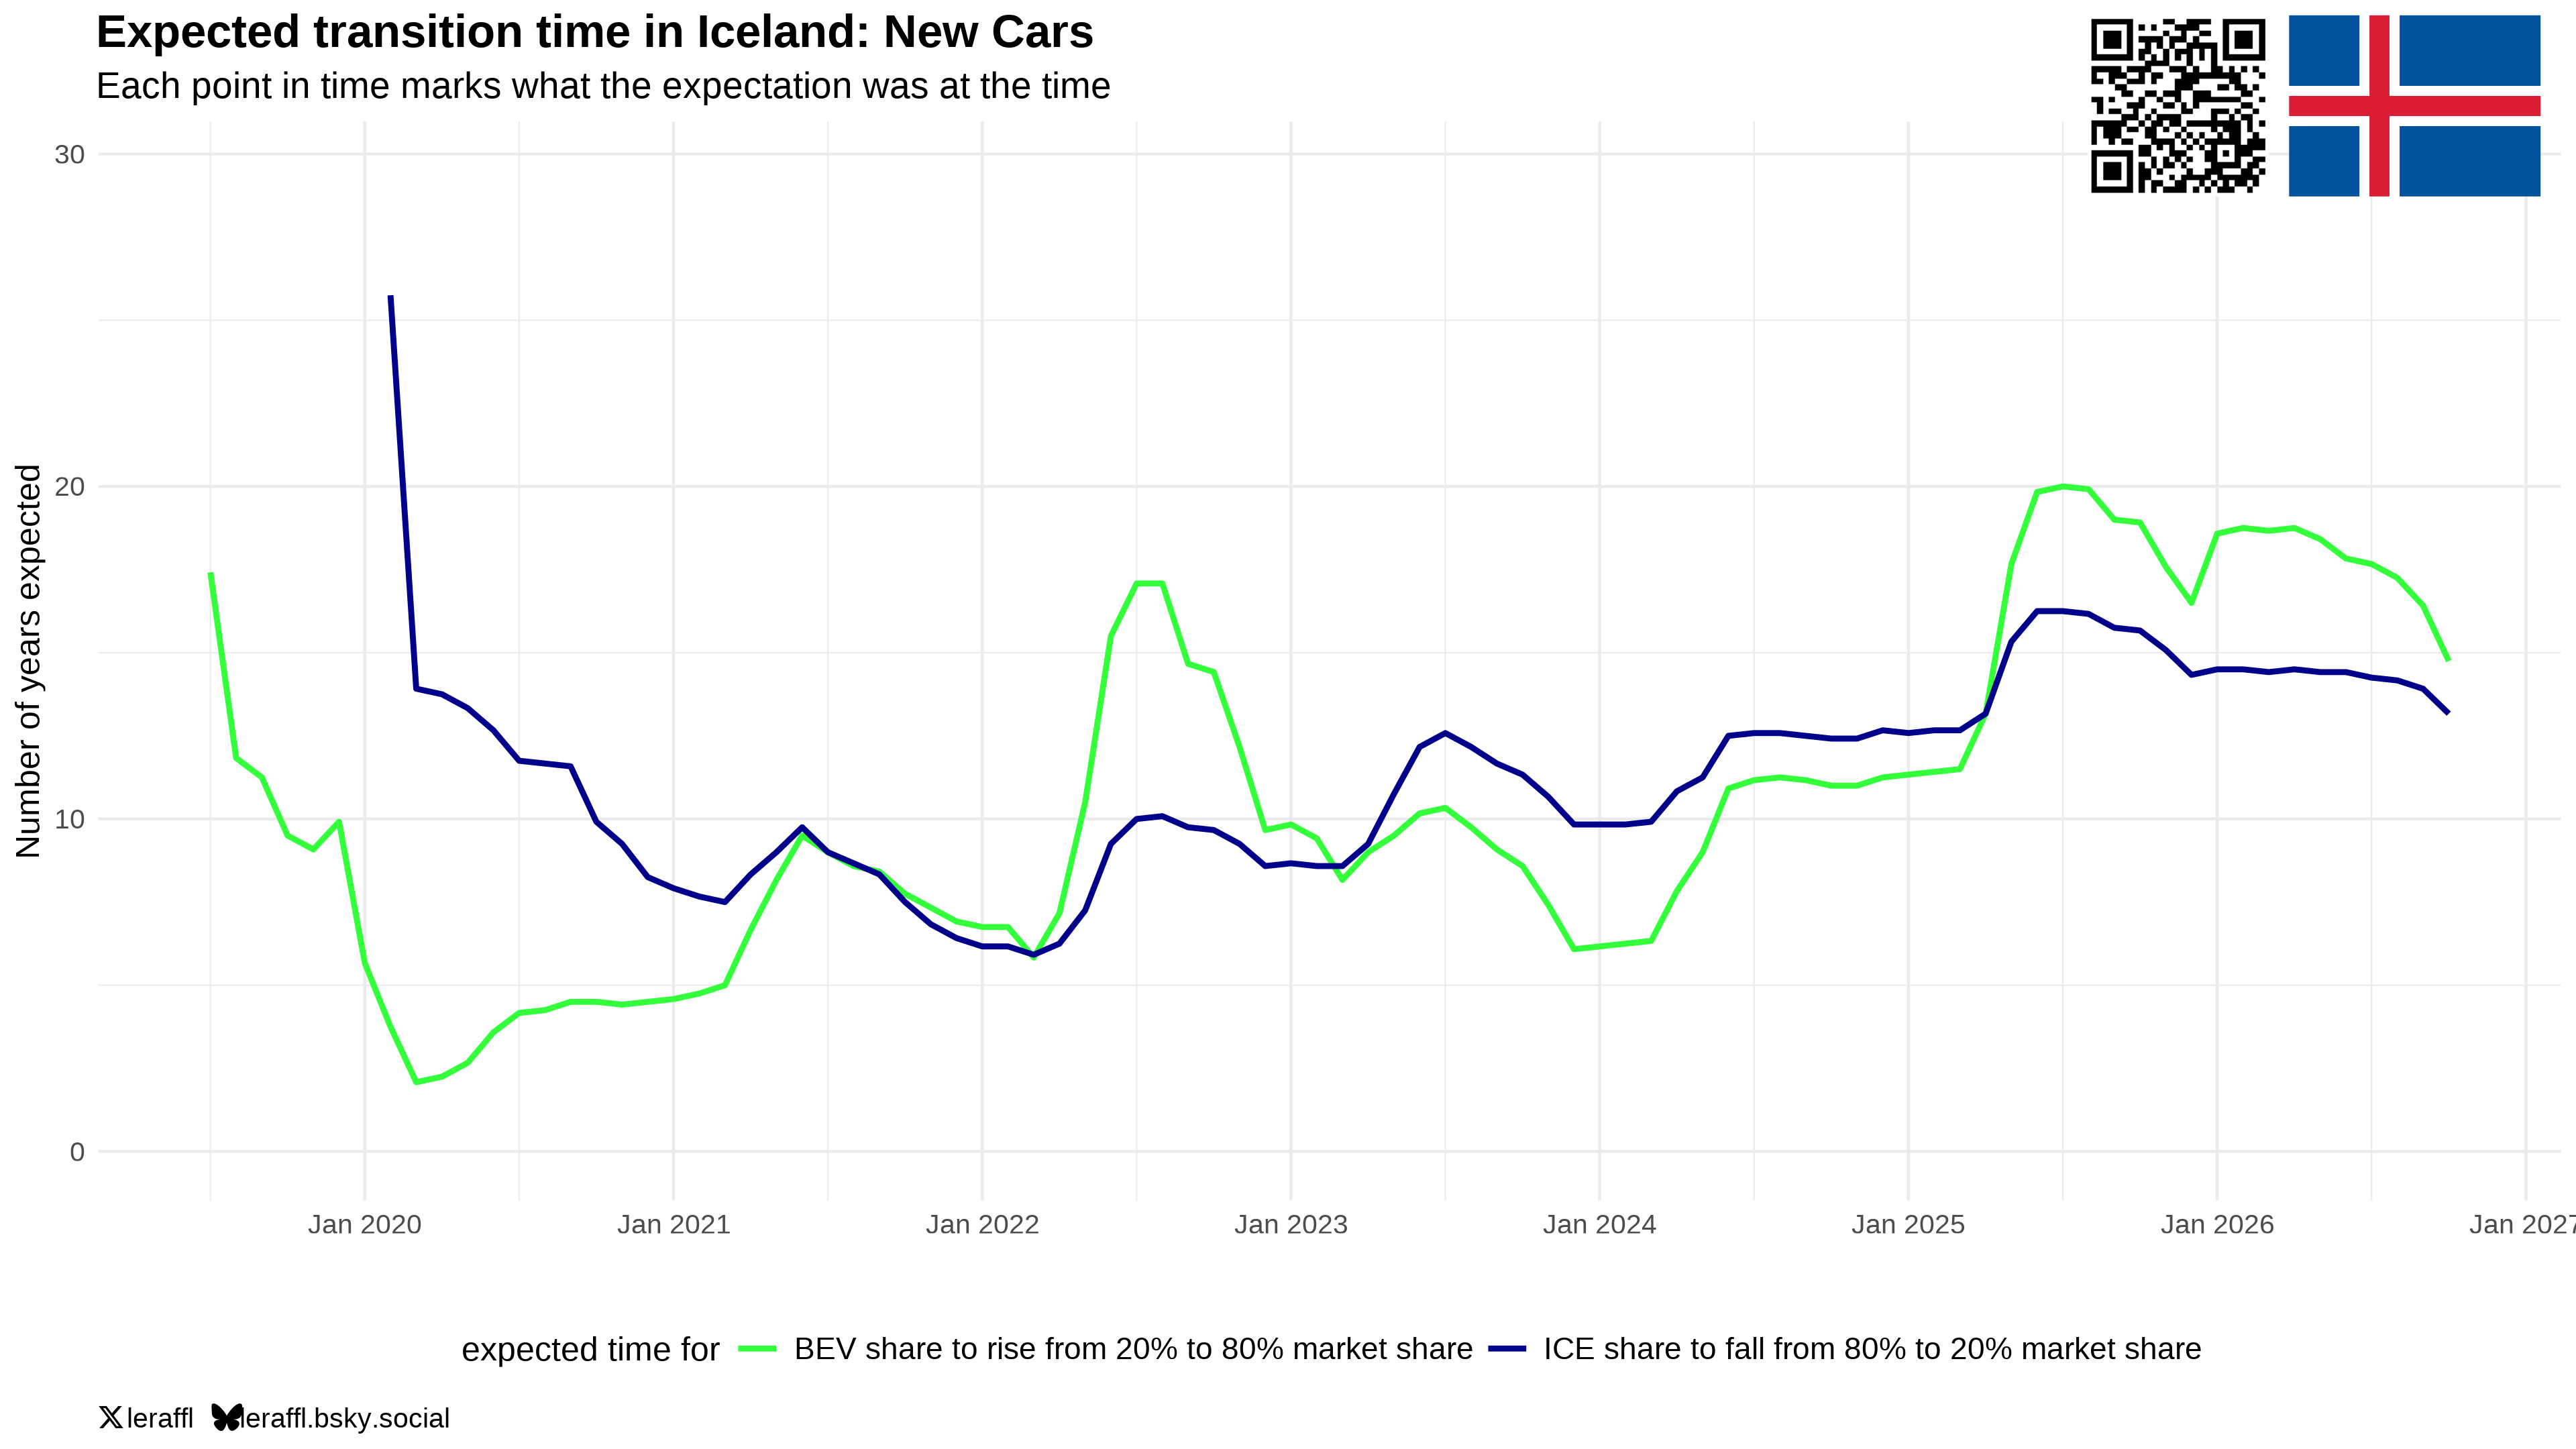 Expected transition time in Iceland: New Cars
Each point in time marks what the expectation was at the time
Number of years expected
30
20
10
0
Jan 2020 Jan 2021 Jan 2022 Jan 2023 Jan 2024 Jan 2025 Jan 2026 Jan 2027
expected time for BEV share to rise from 20% to 80% market share ICE share to fall from 80% to 20% market share
leraffl leraffl.bsky.social